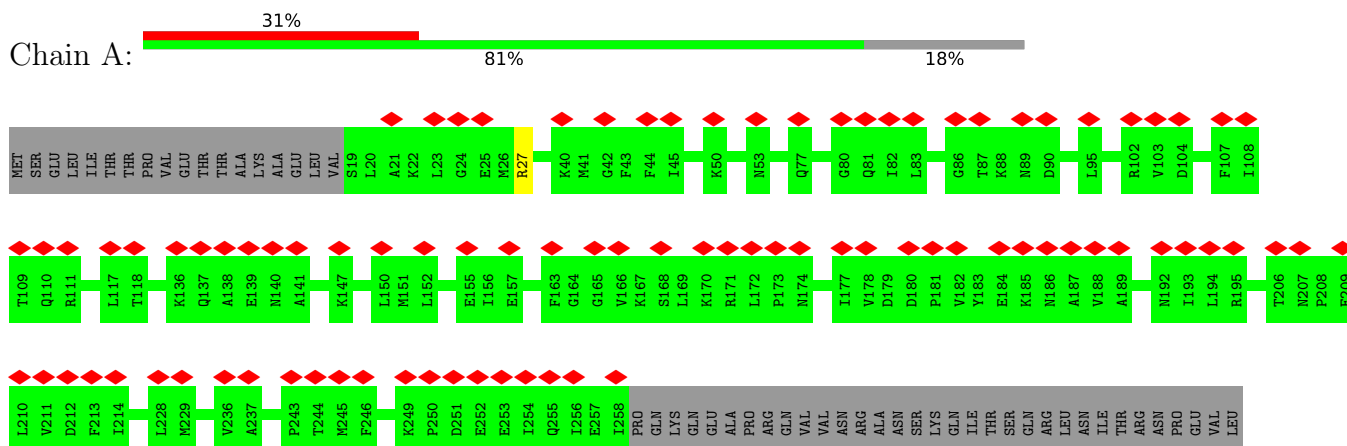 31%
Chain A:
81% 18%
MET SER GLU LEU ILE THR THR PRO VAL GLU THR THR ALA LYS ALA GLU LEU VAL S19 L20 A21 K22 L23 G24 E25 M26 R27 K40 M41 G42 F43 F44 I45 K50 N53 Q77 G80 Q81 I82 L83 G86 T87 K88 N89 D90 L95 R102 V103 D104 F107 I108
T109 Q110 R111 L117 T118 K136 Q137 A138 E139 N140 A141 K147 L150 M151 L152 E155 I156 E157 F163 G164 G165 V166 K167 S168 L169 K170 R171 L172 P173 N174 I177 V178 D179 D180 P181 V182 Y183 E184 K185 N186 A187 V188 A189 N192 I193 L194 R195 T206 N207 P208
L210 V211 D212 F213 I214 L228 M229 V236 A237 P243 T244 M245 F246 K249 P250 D251 E252 E253 I254 Q255 I256 E257 I258 PRO GLN LYS GLN GLU ALA PRO ARG GLN VAL VAL ASN ARG ALA ASN SER LYS GLN ILE THR SER GLN ARG LEU ASN ILE THR ARG ASN PRO GLU VAL LEU